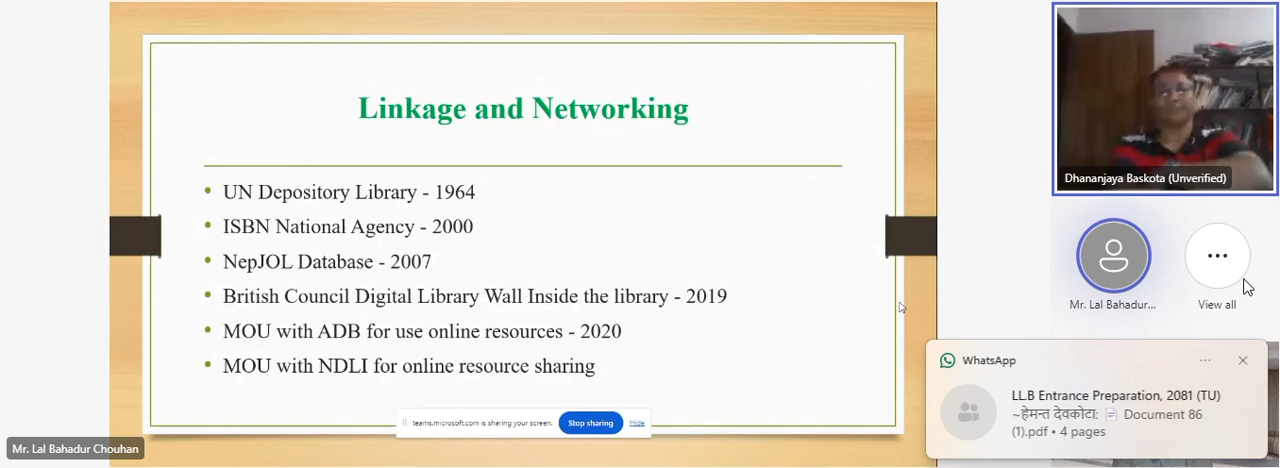 Linkage and Networking
UN Depository Library - 1964
ISBN National Agency - 2000
NepJOL Database - 2007
British Council Digital Library Wall Inside the library - 2019
MOU with ADB for use online resources - 2020
MOU with NDLI for online resource sharing
teams.microsoft.com is sharing your screen.
Stop sharing
Hide
Mr. Lal Bahadur Chouhan
Dhananjaya Baskota (Unverified)
Mr. Lal Bahadur...
View all
WhatsApp
LL.B Entrance Preparation, 2081 (TU)
~हेमन्त देवकोटा: Document 86
(1).pdf • 4 pages